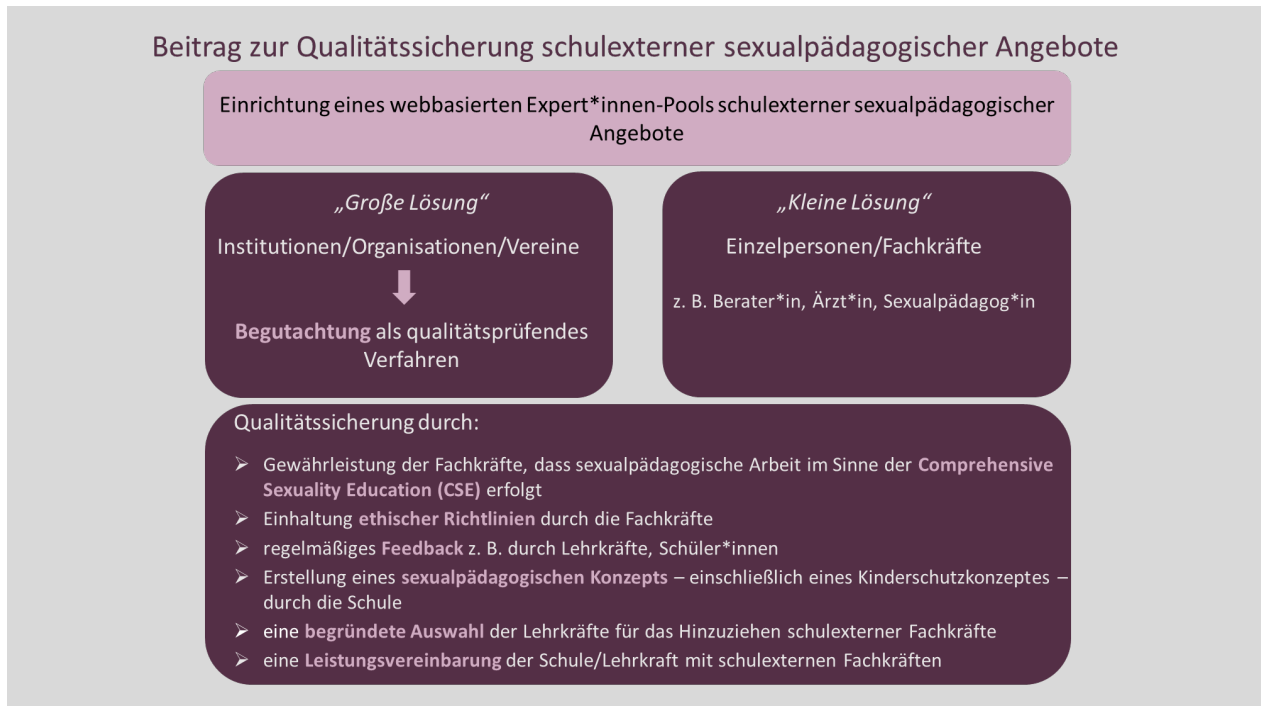 Beitrag zur Qualitätssicherung schulexterner sexualpädagogischer Angebote
Einrichtung eines webbasierten Expert*innen-Pools schulexterner sexualpädagogischer
Angebote
„Große Lösung“
Institutionen/Organisationen/Vereine
Begutachtung als qualitätsprüfendes
Verfahren
„Kleine Lösung“
Einzelpersonen/Fachkräfte
z. B. Berater*in, Ärzt*in, Sexualpädagog*in
Qualitätssicherung durch:
➢ Gewährleistung der Fachkräfte, dass sexualpädagogische Arbeit im Sinne der Comprehensive
Sexuality Education (CSE) erfolgt
➢ Einhaltung ethischer Richtlinien durch die Fachkräfte
➢ regelmäßiges Feedback z. B. durch Lehrkräfte, Schüler*innen
➢ Erstellung eines sexualpädagogischen Konzepts – einschließlich eines Kinderschutzkonzeptes –
durch die Schule
➢ eine begründete Auswahl der Lehrkräfte für das Hinzuziehen schulexterner Fachkräfte
➢ eine Leistungsvereinbarung der Schule/Lehrkraft mit schulexternen Fachkräften